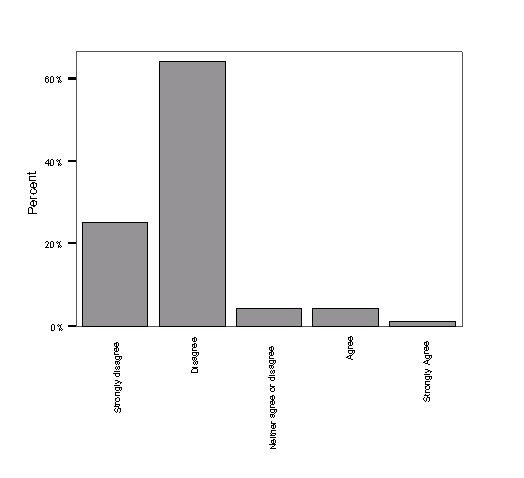 Percent
60%
40%
20%
0%
Strongly disagree
Disagree
Neither agree or disagree
Agree
Strongly Agree